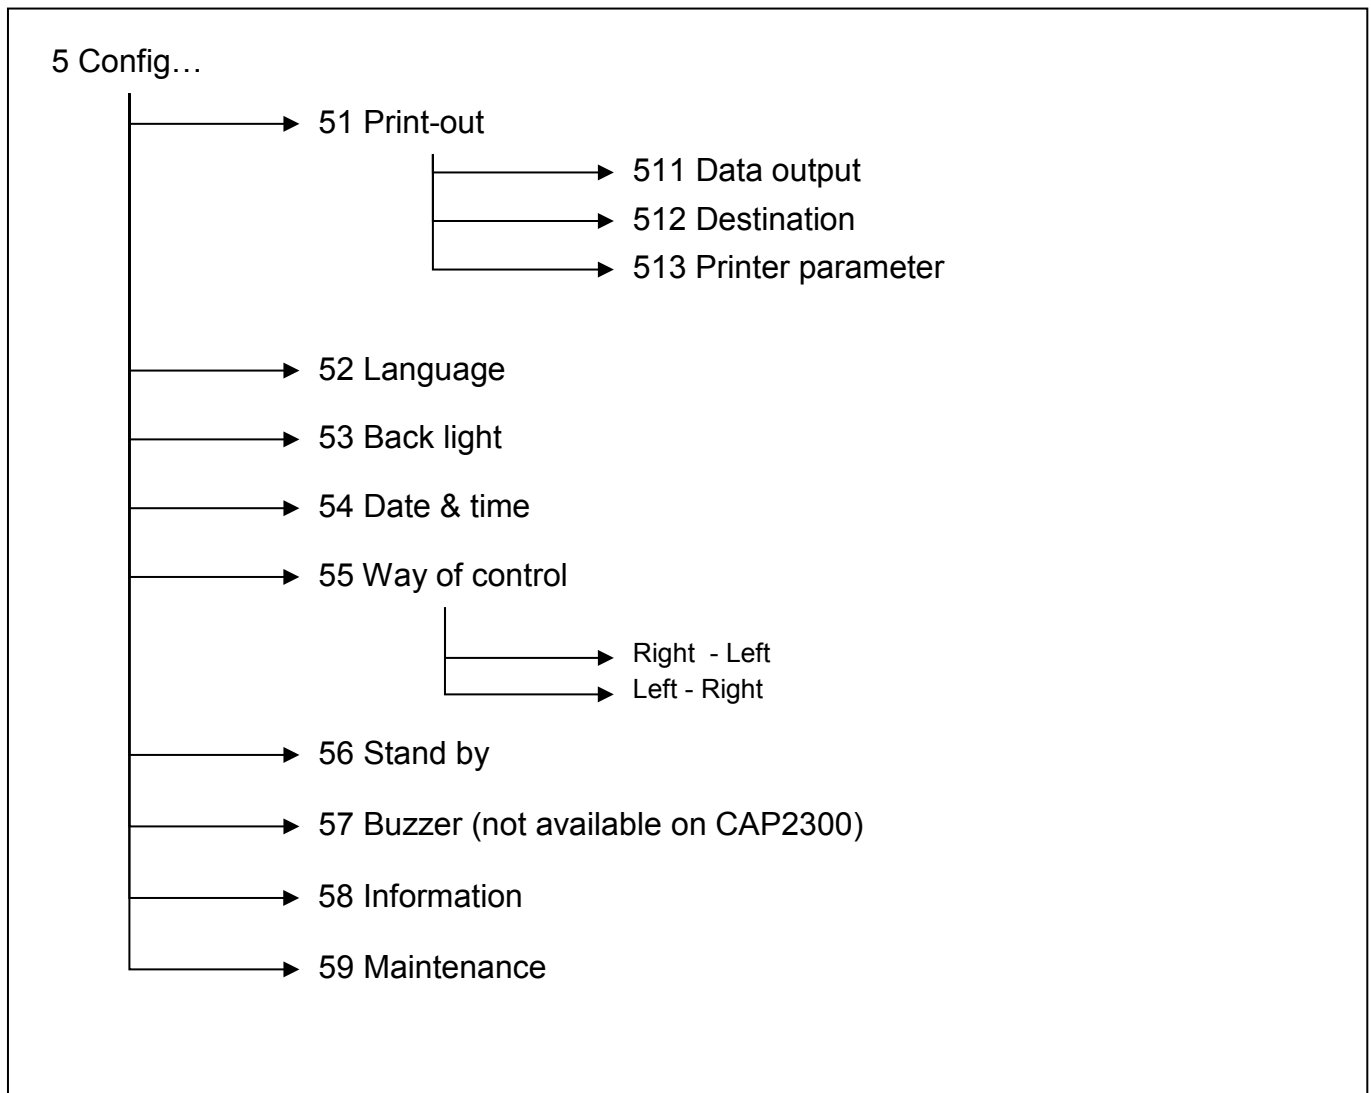 5 Config…
51 Print-out
511 Data output
512 Destination
513 Printer parameter
52 Language
53 Back light
54 Date & time
55 Way of control
Right - Left
Left - Right
56 Stand by
57 Buzzer (not available on CAP2300)
58 Information
59 Maintenance